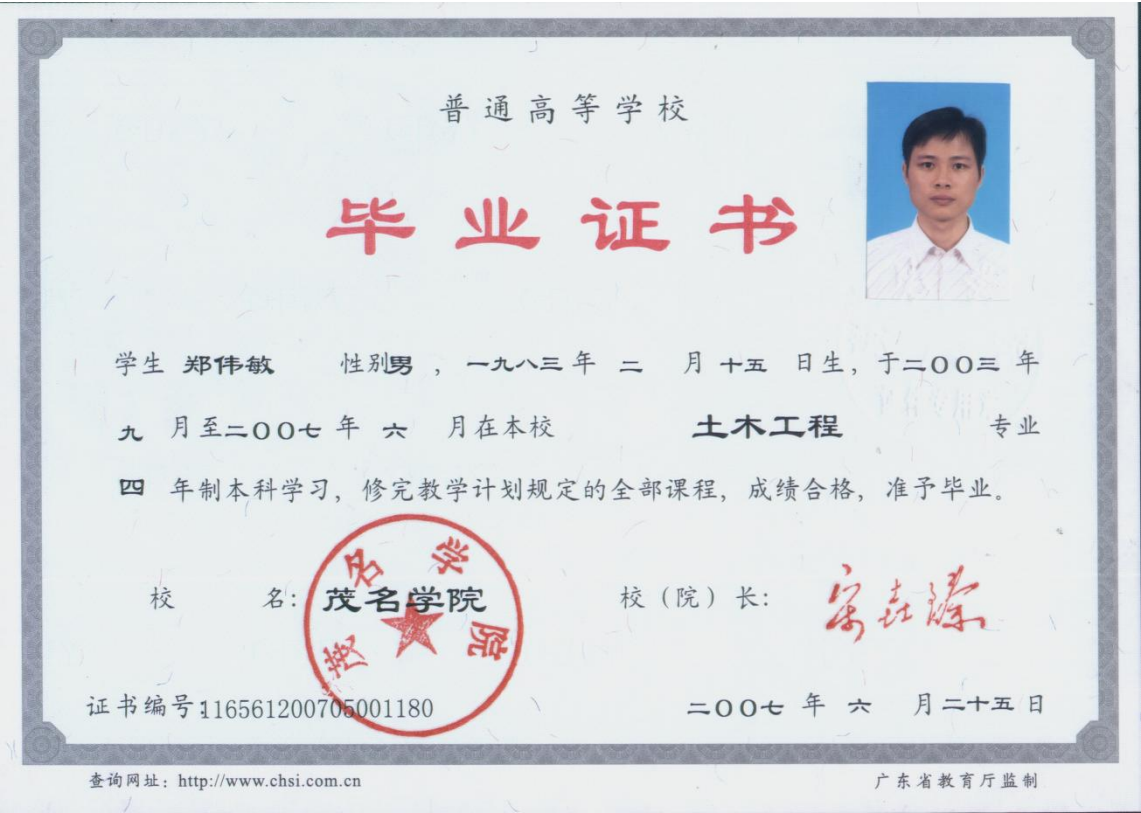 普通高等学校
毕业证书
学生 郑伟敏 性别男，一九八三年 二 月 十五 日生，于二OO三 年
九 月至二OO七 年 六 月在本校 土木工程 专业
四 年制本科学习，修完教学计划规定的全部课程，成绩合格，准予毕业。
校 名：茂名学院 校（院）长：
茂名学院
证书编号：116561200705001180 二OO七 年 六 月二十五日
查询网址：http://www.chsi.com.cn 广东省教育厅监制